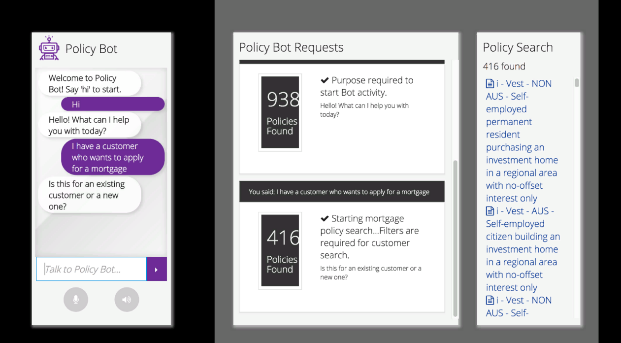 Policy Bot
Welcome to Policy
Bot! Say 'hi' to start.
Hi
Hello! What can I help
you with today?
I have a customer
who wants to apply
for a mortgage
Is this for an existing
customer or a new
one?
Talk to Policy Bot...
Policy Bot Requests
938
Policies
Found
✔ Purpose required to
start Bot activity.
Hello! What can I help you with
today?
You said: I have a customer who wants to apply for a mortgage
416
Policies
Found
✔ Starting mortgage
policy search...Filters are
required for customer
search.
Is this for an existing customer or a
new one?
Policy Search
416 found
i - Vest - NON
AUS - Self-
employed
permanent
resident
purchasing an
investment home
in a regional area
with no-offset
interest only
i - Vest - AUS -
Self-employed
citizen building an
investment home
in a regional area
with no-offset
interest only
i - Vest - NON
AUS - Self-